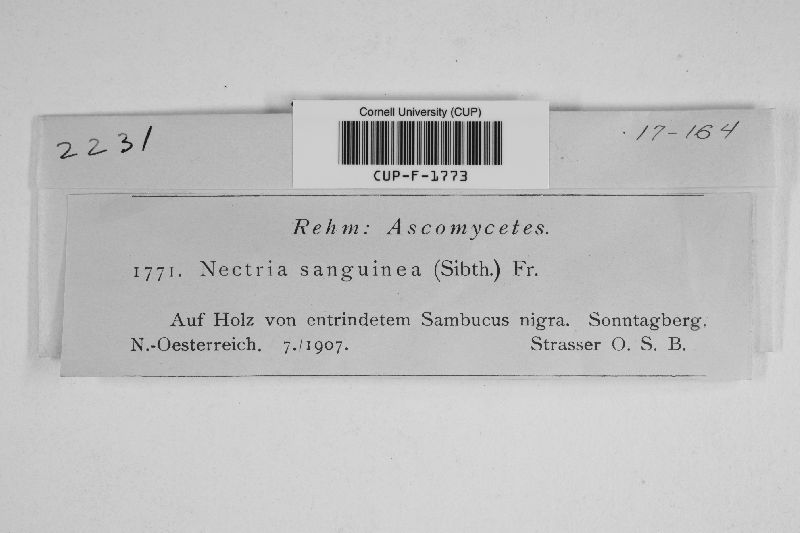 Cornell University (CUP)
CUP-F-1773
2231
17-164
Rehm: Ascomycetes.
1771. Nectria sanguinea (Sibth.) Fr.
Auf Holz von entrindetem Sambucus nigra. Sonntagberg.
N.-Oesterreich. 7./1907. Strasser O. S. B.